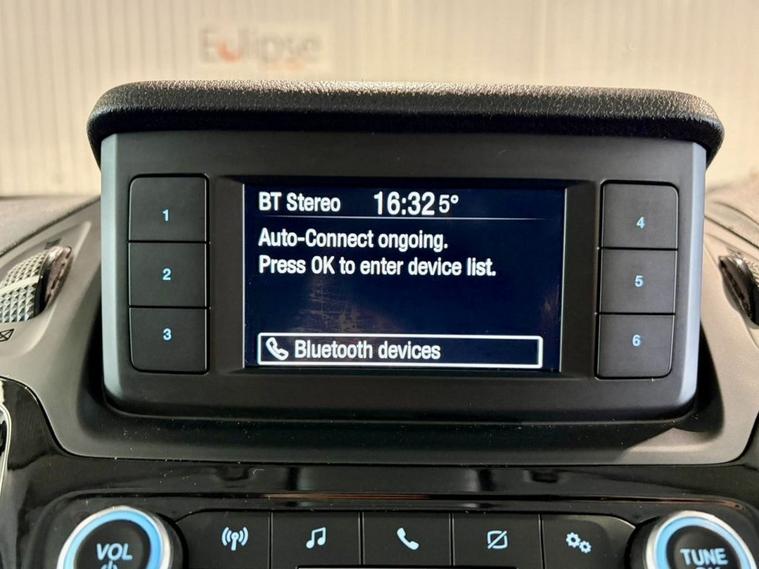 Eclipse
BT Stereo 16:32 5°
Auto-Connect ongoing.
Press OK to enter device list.
Bluetooth devices
1
2
3
4
5
6
VOL
TUNE
OK